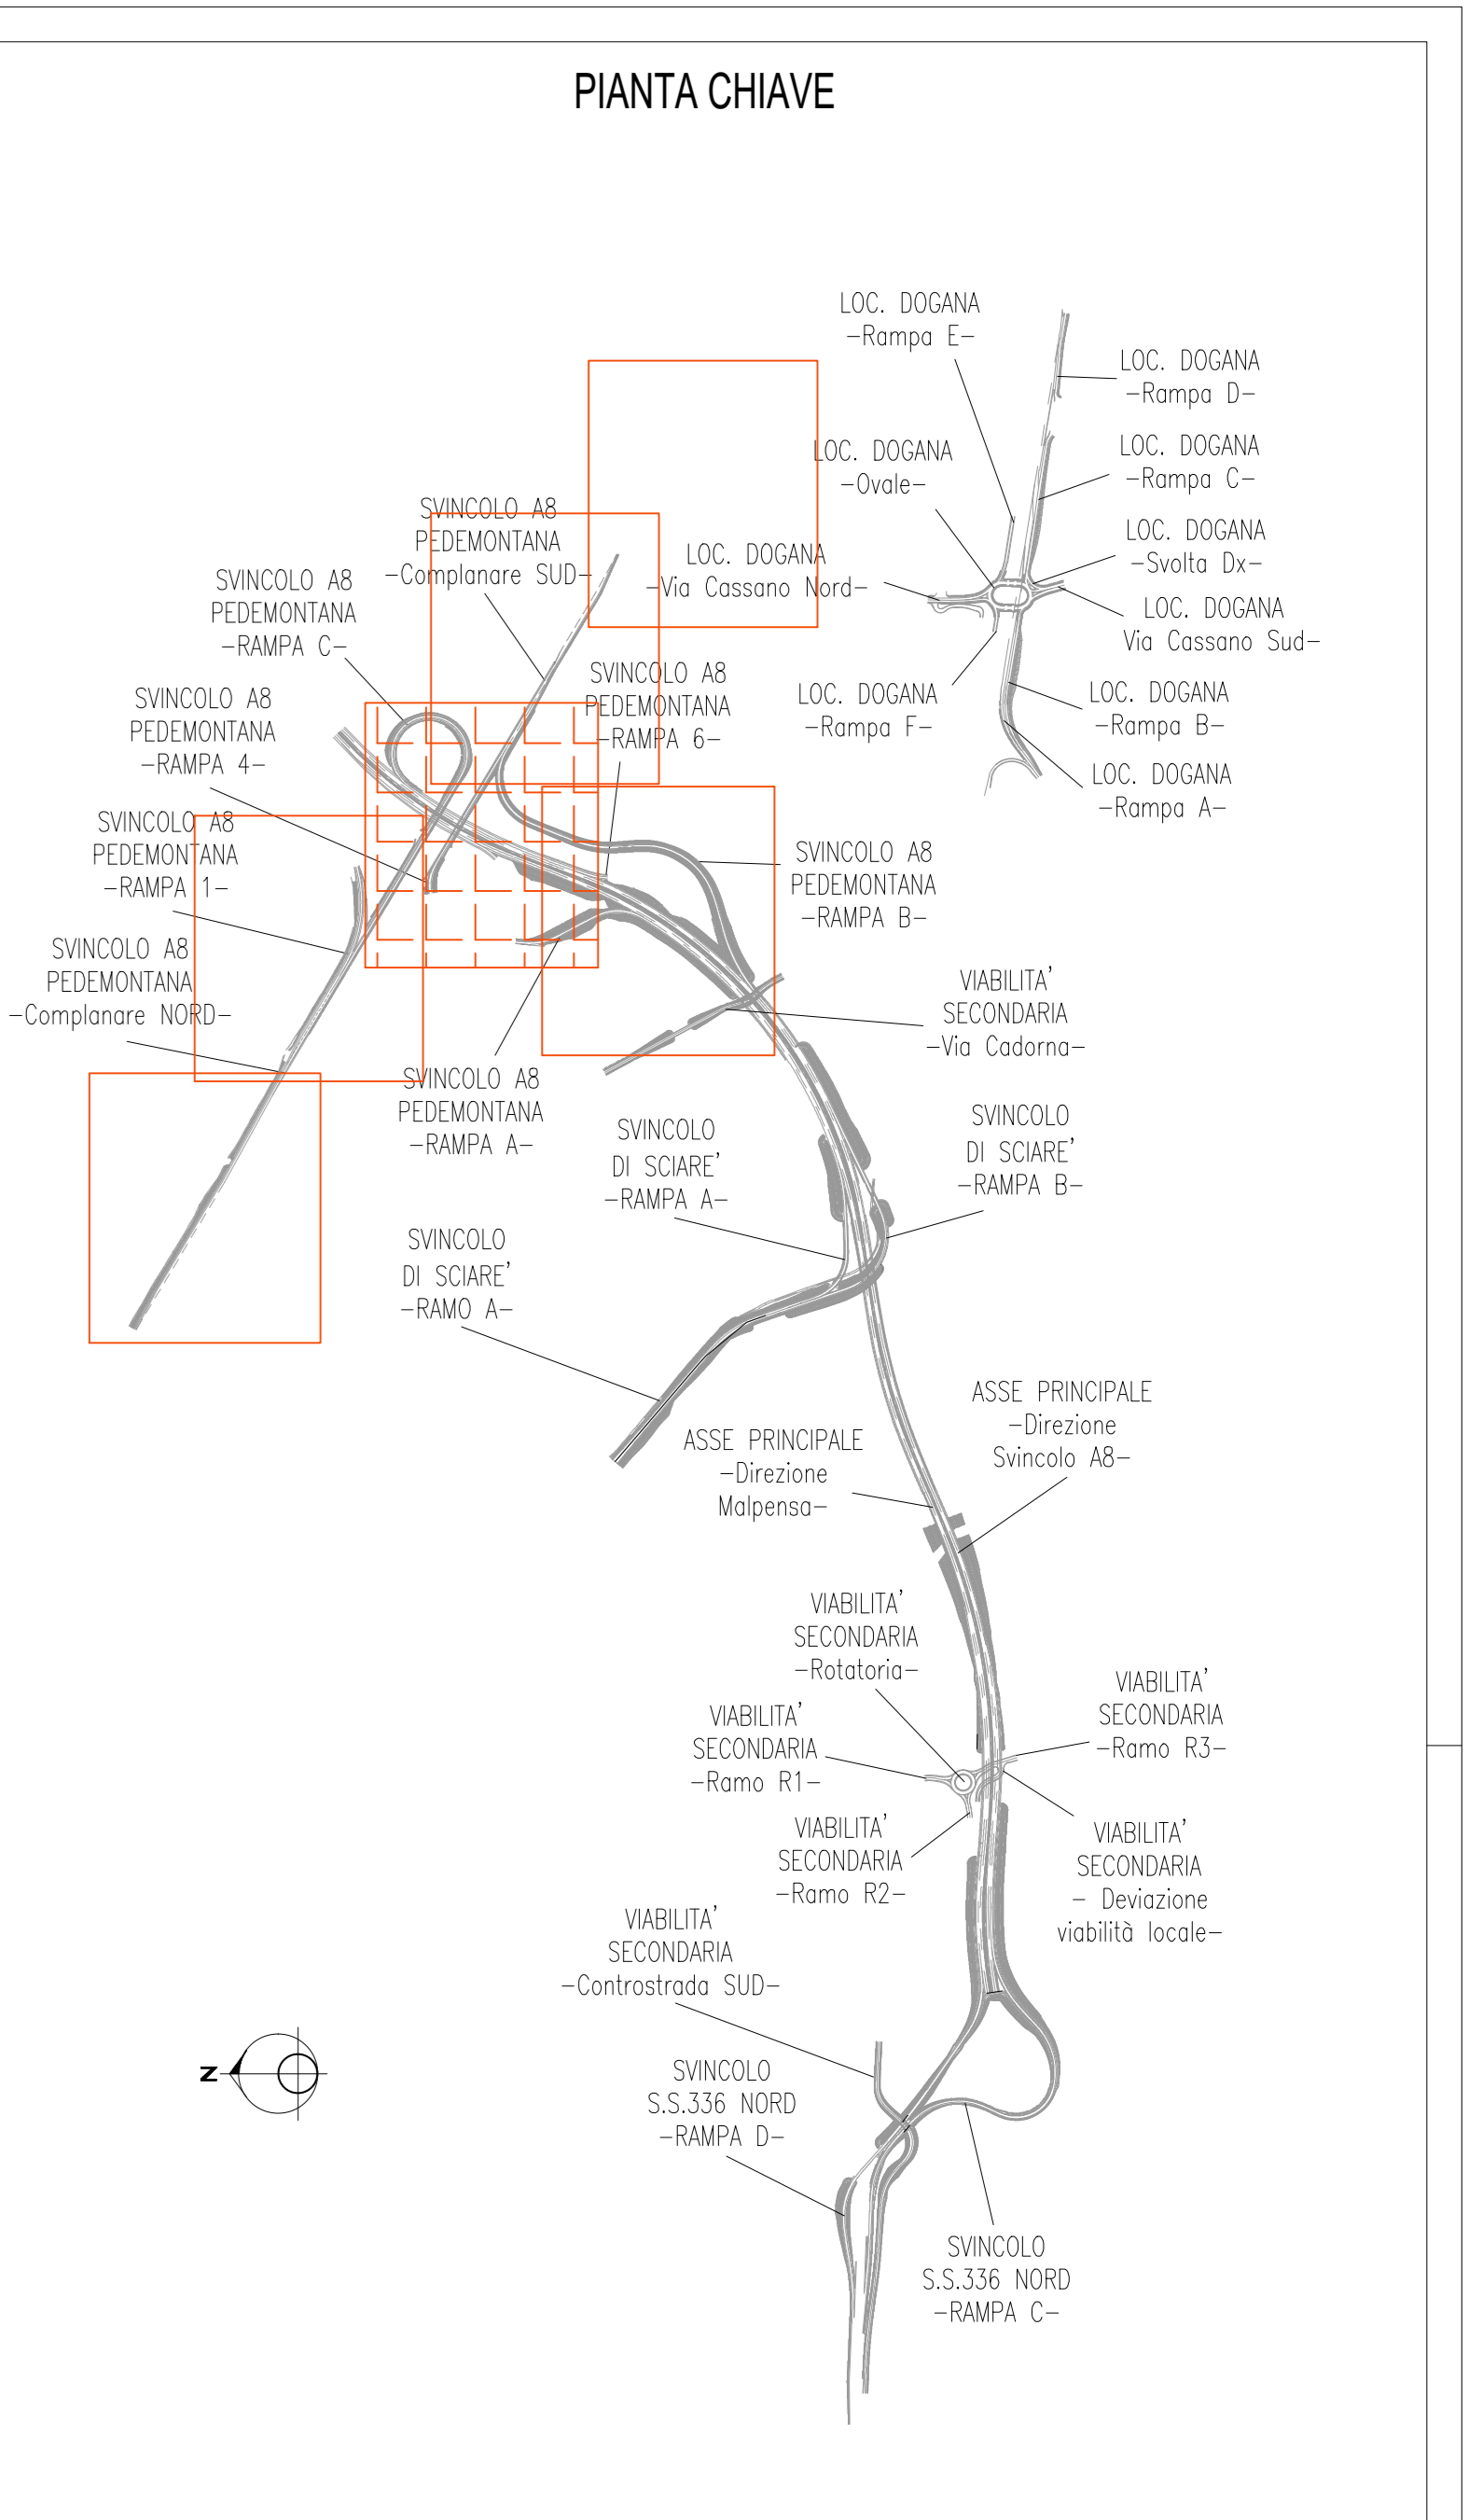 PIANTA CHIAVE
LOC. DOGANA
-Rampa E-
LOC. DOGANA
-Rampa D-
LOC. DOGANA
-Ovale-
LOC. DOGANA
-Rampa C-
SVINCOLO A8
PEDEMONTANA
-Complanare SUD-
LOC. DOGANA
-Via Cassano Nord-
LOC. DOGANA
-Svolta Dx-
SVINCOLO A8
PEDEMONTANA
-RAMPA C-
LOC. DOGANA
Via Cassano Sud-
SVINCOLO A8
PEDEMONTANA
-RAMPA 6-
SVINCOLO A8
PEDEMONTANA
-RAMPA 4-
LOC. DOGANA
-Rampa F-
LOC. DOGANA
-Rampa B-
LOC. DOGANA
-Rampa A-
SVINCOLO A8
PEDEMONTANA
-RAMPA 1-
SVINCOLO A8
PEDEMONTANA
-RAMPA B-
SVINCOLO A8
PEDEMONTANA
-Complanare NORD-
VIABILITA'
SECONDARIA
-Via Cadorna-
SVINCOLO A8
PEDEMONTANA
-RAMPA A-
SVINCOLO
DI SCIARE'
-RAMPA A-
SVINCOLO
DI SCIARE'
-RAMPA B-
SVINCOLO
DI SCIARE'
-RAMO A-
ASSE PRINCIPALE
-Direzione
Svincolo A8-
ASSE PRINCIPALE
-Direzione
Malpensa-
VIABILITA'
SECONDARIA
-Rotatoria-
VIABILITA'
SECONDARIA
-Ramo R3-
VIABILITA'
SECONDARIA
-Ramo R1-
VIABILITA'
SECONDARIA
-Ramo R2-
VIABILITA'
SECONDARIA
- Deviazione
viabilità locale-
VIABILITA'
SECONDARIA
-Controstrada SUD-
N
SVINCOLO
S.S.336 NORD
-RAMPA D-
SVINCOLO
S.S.336 NORD
-RAMPA C-